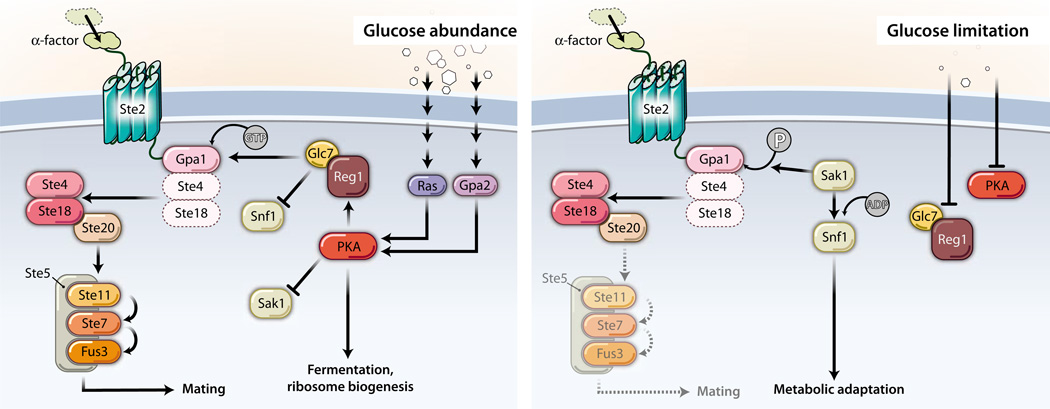 Glucose abundance
α-factor
Ste2
GTP
Gpa1
Glc7
Reg1
Ras
Gpa2
Ste4
Ste18
Ste4
Ste18
Ste20
Snf1
PKA
Sak1
Ste5
Ste11
Ste7
Fus3
Mating
Fermentation,
ribosome biogenesis
Glucose limitation
α-factor
Ste2
P
Gpa1
Sak1
PKA
Ste4
Ste18
Ste4
Ste18
Ste20
ADP
Snf1
Glc7
Reg1
Ste5
Ste11
Ste7
Fus3
Mating
Metabolic adaptation